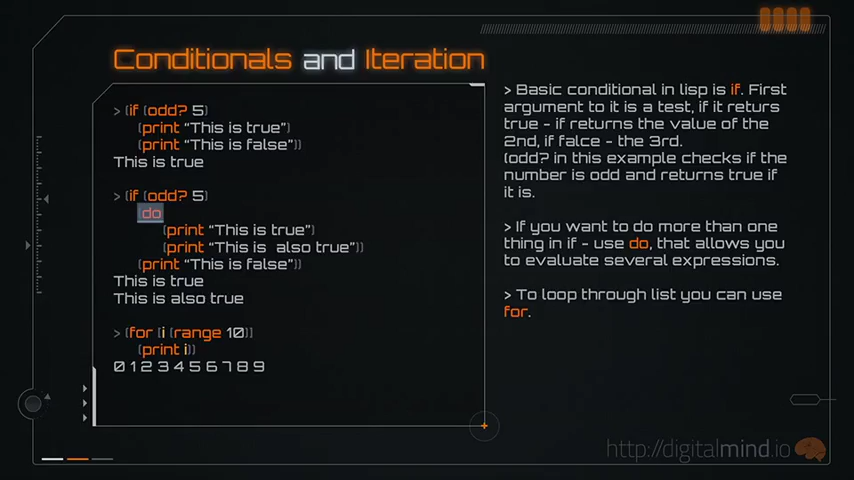 Conditionals and Iteration
> (if (odd? 5)
(print "This is true")
(print "This is false"))
This is true
> (if (odd? 5)
do
(print "This is true")
(print "This is also true"))
(print "This is false"))
This is true
This is also true
> (for [i (range 10)]
(print i))
0 1 2 3 4 5 6 7 8 9
> Basic conditional in lisp is if. First
argument to it is a test, if it returs
true - if returns the value of the
2nd, if falce - the 3rd.
(odd? in this example checks if the
number is odd and returns true if
it is.
> If you want to do more than one
thing in if - use do, that allows you
to evaluate several expressions.
> To loop through list you can use
for.
http://digitalmind.io